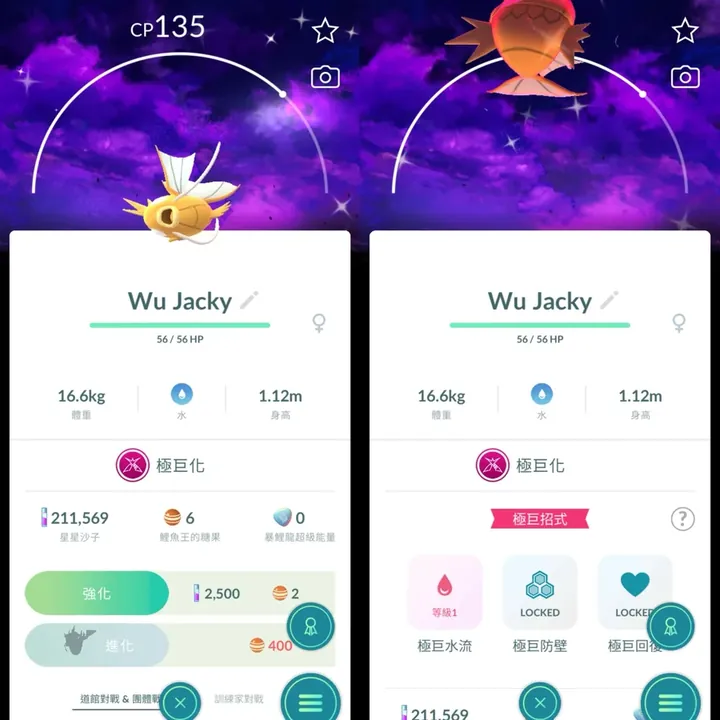 CP135
Wu Jacky
56 / 56 HP
16.6kg
體重
水
1.12m
身高
極巨化
211,569
星星沙子
6
鯉魚王的糖果
0
暴鯉龍超級能量
強化
2,500
2
進化
400
道館對戰 & 團體戰
訓練家對戰
Wu Jacky
56 / 56 HP
16.6kg
體重
水
1.12m
身高
極巨化
極巨招式
?
等級1
LOCKED
LOCKED
極巨水流
極巨防壁
極巨回復
211,569